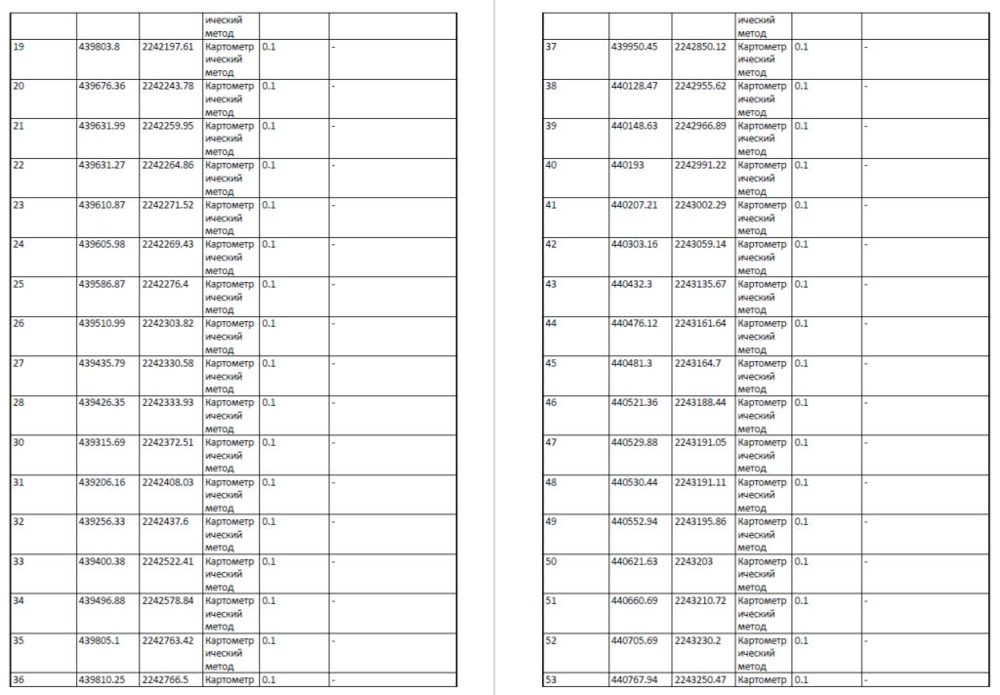 ический
метод
19 439803.8 2242197.61 Картометр 0.1 -
ический
метод
20 439676.36 2242243.78 Картометр 0.1 -
ический
метод
21 439631.99 2242259.95 Картометр 0.1 -
ический
метод
22 439631.27 2242264.86 Картометр 0.1 -
ический
метод
23 439610.87 2242271.52 Картометр 0.1 -
ический
метод
24 439605.98 2242269.43 Картометр 0.1 -
ический
метод
25 439586.87 2242276.4 Картометр 0.1 -
ический
метод
26 439510.99 2242303.82 Картометр 0.1 -
ический
метод
27 439435.79 2242330.58 Картометр 0.1 -
ический
метод
28 439426.35 2242333.93 Картометр 0.1 -
ический
метод
30 439315.69 2242372.51 Картометр 0.1 -
ический
метод
31 439206.16 2242408.03 Картометр 0.1 -
ический
метод
32 439256.33 2242437.6 Картометр 0.1 -
ический
метод
33 439400.38 2242522.41 Картометр 0.1 -
ический
метод
34 439496.88 2242578.84 Картометр 0.1 -
ический
метод
35 439805.1 2242763.42 Картометр 0.1 -
ический
метод
36 439810.25 2242766.5 Картометр 0.1 -
ический
метод
37 439950.45 2242850.12 Картометр 0.1 -
ический
метод
38 440128.47 2242955.62 Картометр 0.1 -
ический
метод
39 440148.63 2242966.89 Картометр 0.1 -
ический
метод
40 440193 2242991.22 Картометр 0.1 -
ический
метод
41 440207.21 2243002.29 Картометр 0.1 -
ический
метод
42 440303.16 2243059.14 Картометр 0.1 -
ический
метод
43 440432.3 2243135.67 Картометр 0.1 -
ический
метод
44 440476.12 2243161.64 Картометр 0.1 -
ический
метод
45 440481.3 2243164.7 Картометр 0.1 -
ический
метод
46 440521.36 2243188.44 Картометр 0.1 -
ический
метод
47 440529.88 2243191.05 Картометр 0.1 -
ический
метод
48 440530.44 2243191.11 Картометр 0.1 -
ический
метод
49 440552.94 2243195.86 Картометр 0.1 -
ический
метод
50 440621.63 2243203 Картометр 0.1 -
ический
метод
51 440660.69 2243210.72 Картометр 0.1 -
ический
метод
52 440705.69 2243230.2 Картометр 0.1 -
ический
метод
53 440767.94 2243250.47 Картометр 0.1 -